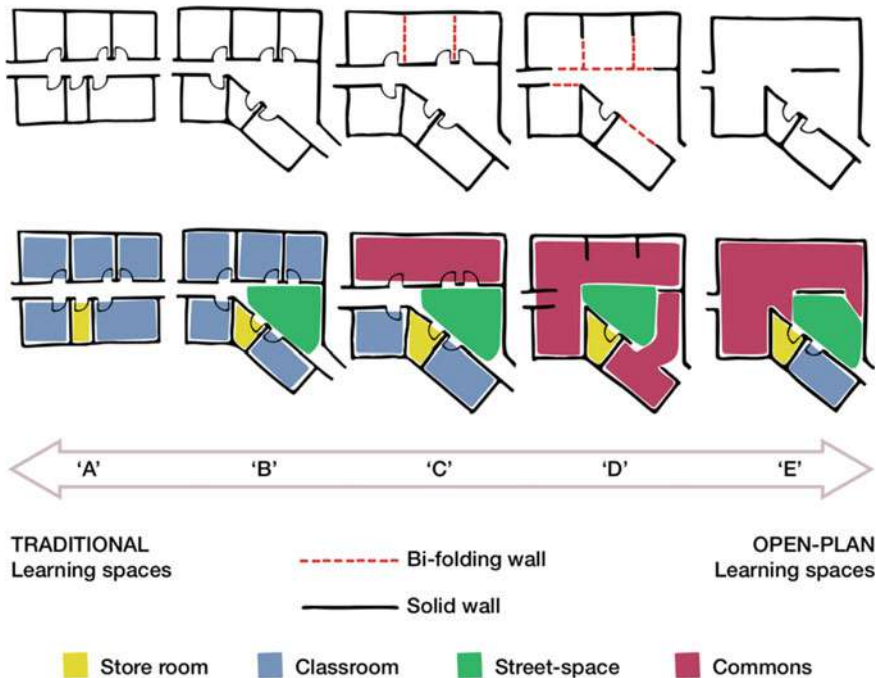 ‘A’ ‘B’ ‘C’ ‘D’ ‘E’
TRADITIONAL
Learning spaces
Bi-folding wall
Solid wall
OPEN-PLAN
Learning spaces
Store room Classroom Street-space Commons